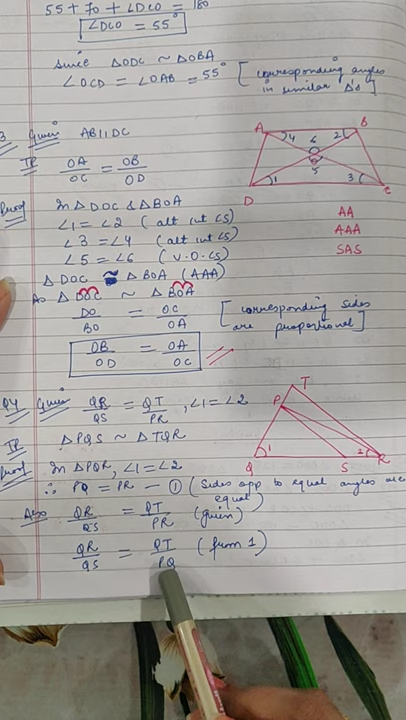 55 + 70 + ∠DCO = 180
∠DCO = 55°
Since ΔODC ~ ΔOBA
∠OCD = ∠OAB = 55° [corresponding angles in similar Δ's]
3 Given AB||DC
TP OA/OC = OB/OD
Proof In ΔDOC & ΔBOA
∠1 = ∠2 (alt int ∠s)
∠3 = ∠4 (alt int ∠s)
∠5 = ∠6 (V.O.∠s)
ΔDOC ~ ΔBOA (AAA)
As ΔDOC ~ ΔBOA
DO/BO = OC/OA [corresponding sides are proportional]
OB/OD = OA/OC
A 4 6 2 B
5
D 1 3 C
AA
AAA
SAS
Q4 Given QR/QS = QT/PR, ∠1 = ∠2
TP ΔPQS ~ ΔTQR
Proof In ΔPQR, ∠1 = ∠2
∴ PQ = PR — ① (Sides opp to equal angles are equal)
Also QR/QS = QT/PR (given)
QR/QS = QT/PQ (from 1)
T
P
Q 1 S 2 R